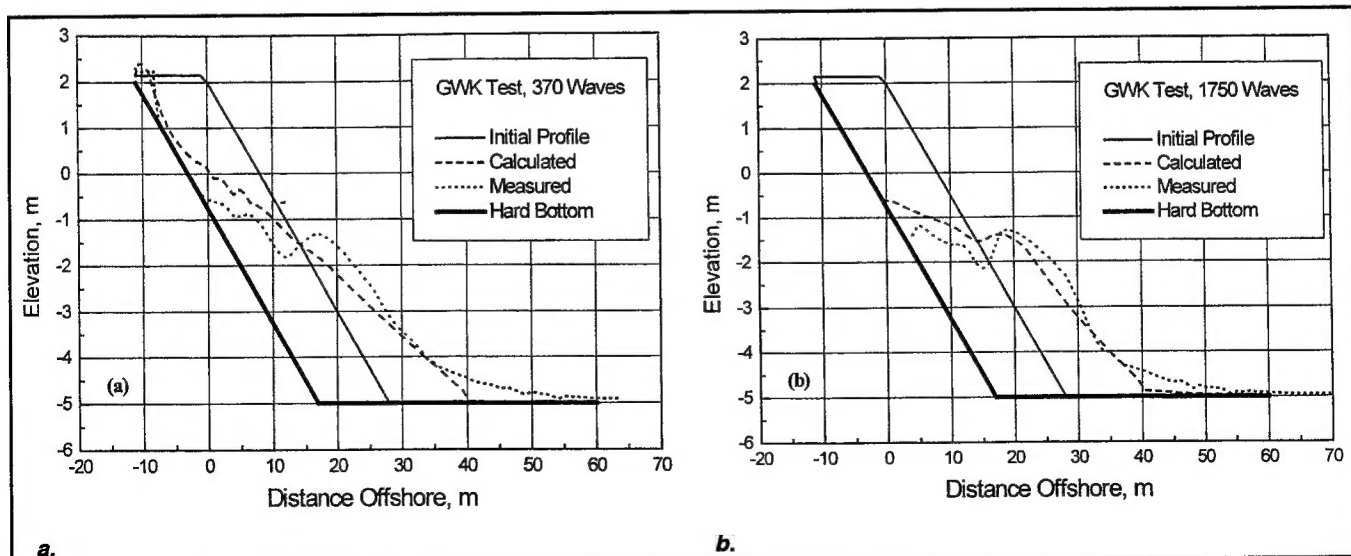 3
2
1
0
-1
-2
-3
-4
-5
-6
Elevation, m
GWK Test, 370 Waves
Initial Profile
Calculated
Measured
Hard Bottom
(a)
-20 -10 0 10 20 30 40 50 60 70
Distance Offshore, m
a.
3
2
1
0
-1
-2
-3
-4
-5
-6
Elevation, m
GWK Test, 1750 Waves
Initial Profile
Calculated
Measured
Hard Bottom
(b)
-20 -10 0 10 20 30 40 50 60 70
Distance Offshore, m
b.